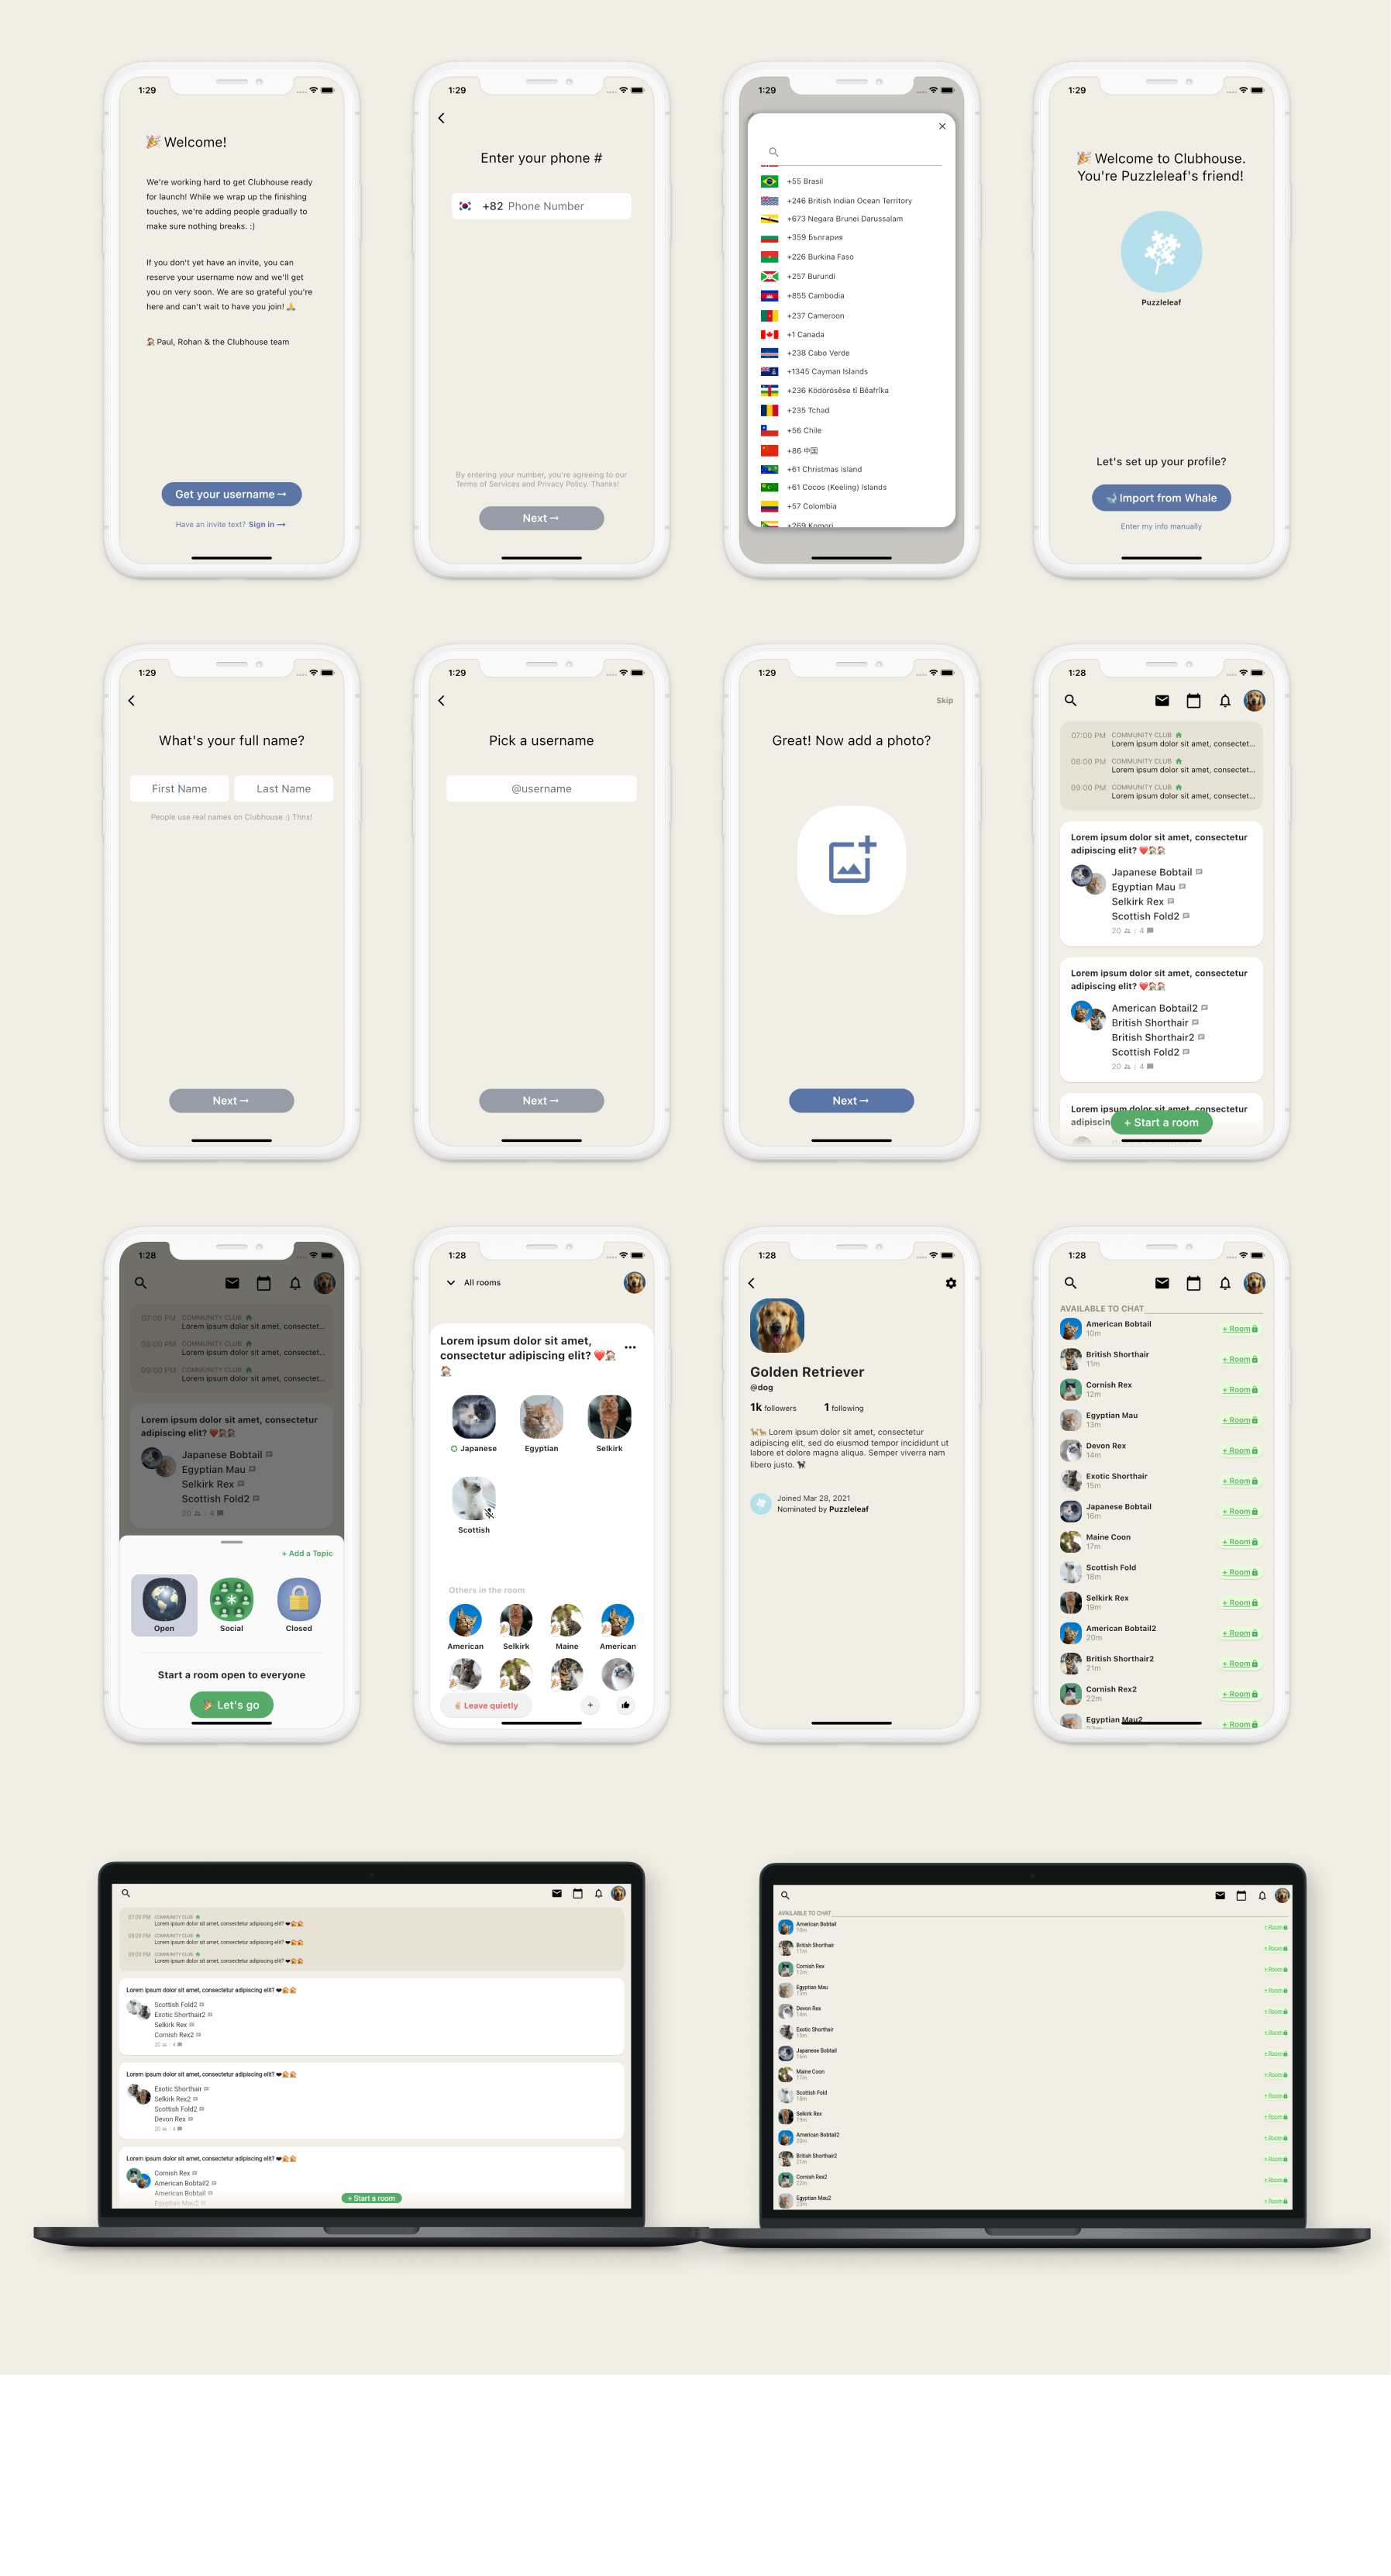 1:29
🎉 Welcome!
We're working hard to get Clubhouse ready
for launch! While we wrap up the finishing
touches, we're adding people gradually to
make sure nothing breaks. :)
If you don't yet have an invite, you can
reserve your username now and we'll get
you on very soon. We are so grateful you're
here and can't wait to have you join! 🙏
🏠 Paul, Rohan & the Clubhouse team
Get your username →
Have an invite text? Sign in →
1:29
Enter your phone #
+82 Phone Number
By entering your number, you're agreeing to our
Terms of Services and Privacy Policy. Thanks!
Next →
1:29
+55 Brasil
+246 British Indian Ocean Territory
+673 Negara Brunei Darussalam
+359 България
+226 Burkina Faso
+257 Burundi
+855 Cambodia
+237 Cameroon
+1 Canada
+238 Cabo Verde
+1345 Cayman Islands
+236 Ködörösêse tî Bêafrîka
+235 Tchad
+56 Chile
+86 中国
+61 Christmas Island
+61 Cocos (Keeling) Islands
+57 Colombia
+269 Komori
1:29
🎉 Welcome to Clubhouse.
You're Puzzleleaf's friend!
Puzzleleaf
Let's set up your profile?
🐋 Import from Whale
Enter my info manually
1:29
What's your full name?
First Name Last Name
People use real names on Clubhouse :) Thnx!
Next →
1:29
Pick a username
@username
Next →
1:29
Skip
Great! Now add a photo?
Next →
1:28
07:00 PM COMMUNITY CLUB
Lorem ipsum dolor sit amet, consectet...
08:00 PM COMMUNITY CLUB
Lorem ipsum dolor sit amet, consectet...
09:00 PM COMMUNITY CLUB
Lorem ipsum dolor sit amet, consectet...
Lorem ipsum dolor sit amet, consectetur
adipiscing elit? ❤️🏠🏠
Japanese Bobtail
Egyptian Mau
Selkirk Rex
Scottish Fold2
20 / 4
Lorem ipsum dolor sit amet, consectetur
adipiscing elit? ❤️🏠🏠
American Bobtail2
British Shorthair
British Shorthair2
Scottish Fold2
20 / 4
Lorem ipsum dolor sit amet, consectetur
adipiscin
+ Start a room
1:28
07:00 PM COMMUNITY CLUB
Lorem ipsum dolor sit amet, consectet...
08:00 PM COMMUNITY CLUB
Lorem ipsum dolor sit amet, consectet...
09:00 PM COMMUNITY CLUB
Lorem ipsum dolor sit amet, consectet...
Lorem ipsum dolor sit amet, consectetur
adipiscing elit? ❤️🏠🏠
Japanese Bobtail
Egyptian Mau
Selkirk Rex
Scottish Fold2
20 / 4
+ Add a Topic
Open Social Closed
Start a room open to everyone
🎉 Let's go
1:28
All rooms
Lorem ipsum dolor sit amet,
consectetur adipiscing elit? ❤️🏠
🏠
Japanese Egyptian Selkirk
Scottish
Others in the room
American Selkirk Maine American
✌️ Leave quietly +
1:28
Golden Retriever
@dog
1k followers 1 following
🐕🐕 Lorem ipsum dolor sit amet, consectetur
adipiscing elit, sed do eiusmod tempor incididunt ut
labore et dolore magna aliqua. Semper viverra nam
libero justo. 🐈‍⬛
Joined Mar 28, 2021
Nominated by Puzzleleaf
1:28
AVAILABLE TO CHAT
American Bobtail
10m
+ Room
British Shorthair
11m
+ Room
Cornish Rex
12m
+ Room
Egyptian Mau
13m
+ Room
Devon Rex
14m
+ Room
Exotic Shorthair
15m
+ Room
Japanese Bobtail
16m
+ Room
Maine Coon
17m
+ Room
Scottish Fold
18m
+ Room
Selkirk Rex
19m
+ Room
American Bobtail2
20m
+ Room
British Shorthair2
21m
+ Room
Cornish Rex2
22m
+ Room
Egyptian Mau2
23m
+ Room
07:00 PM COMMUNITY CLUB
Lorem ipsum dolor sit amet, consectetur adipiscing elit? ❤🏠🏠
08:00 PM COMMUNITY CLUB
Lorem ipsum dolor sit amet, consectetur adipiscing elit? ❤🏠🏠
09:00 PM COMMUNITY CLUB
Lorem ipsum dolor sit amet, consectetur adipiscing elit? ❤🏠🏠
Lorem ipsum dolor sit amet, consectetur adipiscing elit? ❤🏠🏠
Scottish Fold2
Exotic Shorthair2
Selkirk Rex
Cornish Rex2
20 / 4
Lorem ipsum dolor sit amet, consectetur adipiscing elit? ❤🏠🏠
Exotic Shorthair
Selkirk Rex2
Scottish Fold2
Devon Rex
20 / 4
Lorem ipsum dolor sit amet, consectetur adipiscing elit? ❤🏠🏠
Cornish Rex
American Bobtail2
American Bobtail
Egyptian Mau2
+ Start a room
AVAILABLE TO CHAT
American Bobtail
10m
+ Room
British Shorthair
11m
+ Room
Cornish Rex
12m
+ Room
Egyptian Mau
13m
+ Room
Devon Rex
14m
+ Room
Exotic Shorthair
15m
+ Room
Japanese Bobtail
16m
+ Room
Maine Coon
17m
+ Room
Scottish Fold
18m
+ Room
Selkirk Rex
19m
+ Room
American Bobtail2
20m
+ Room
British Shorthair2
21m
+ Room
Cornish Rex2
22m
+ Room
Egyptian Mau2
23m
+ Room